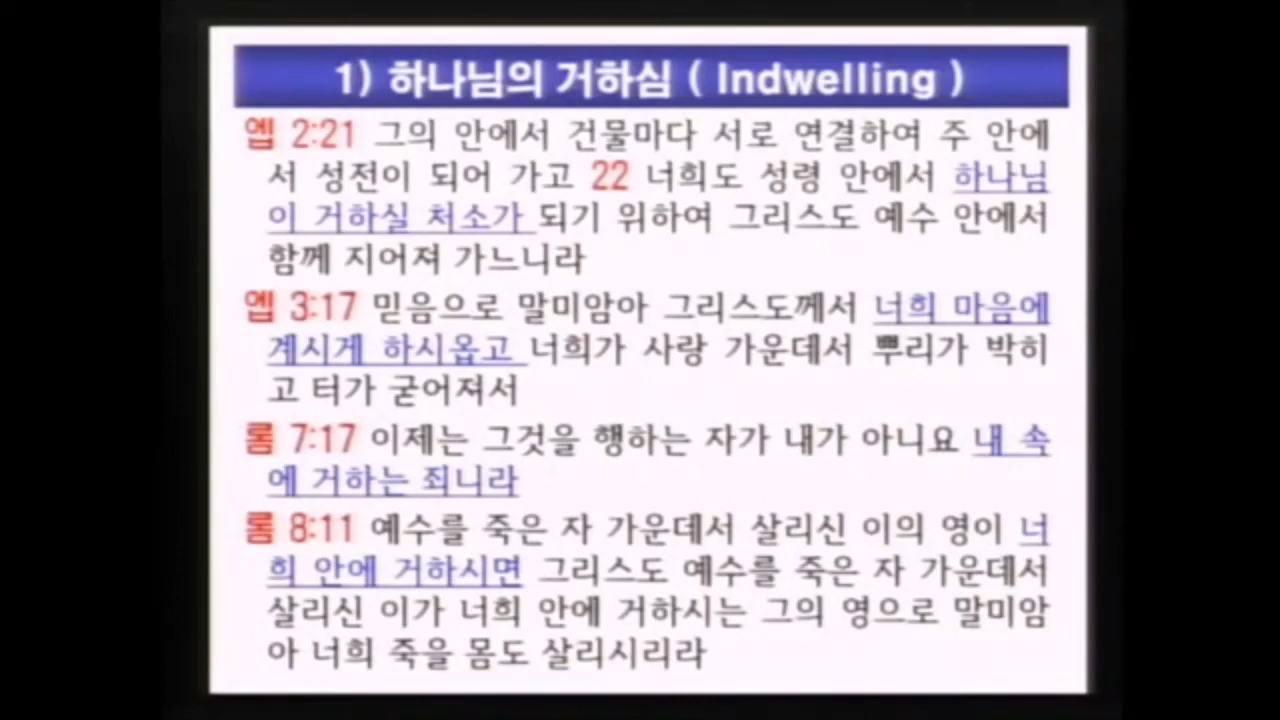 1) 하나님의 거하심 ( Indwelling )
엡 2:21 그의 안에서 건물마다 서로 연결하여 주 안에
서 성전이 되어 가고 22 너희도 성령 안에서 하나님
이 거하실 처소가 되기 위하여 그리스도 예수 안에서
함께 지어져 가느니라
엡 3:17 믿음으로 말미암아 그리스도께서 너희 마음에
계시게 하시옵고 너희가 사랑 가운데서 뿌리가 박히
고 터가 굳어져서
롬 7:17 이제는 그것을 행하는 자가 내가 아니요 내 속
에 거하는 죄니라
롬 8:11 예수를 죽은 자 가운데서 살리신 이의 영이 너
희 안에 거하시면 그리스도 예수를 죽은 자 가운데서
살리신 이가 너희 안에 거하시는 그의 영으로 말미암
아 너희 죽을 몸도 살리시리라